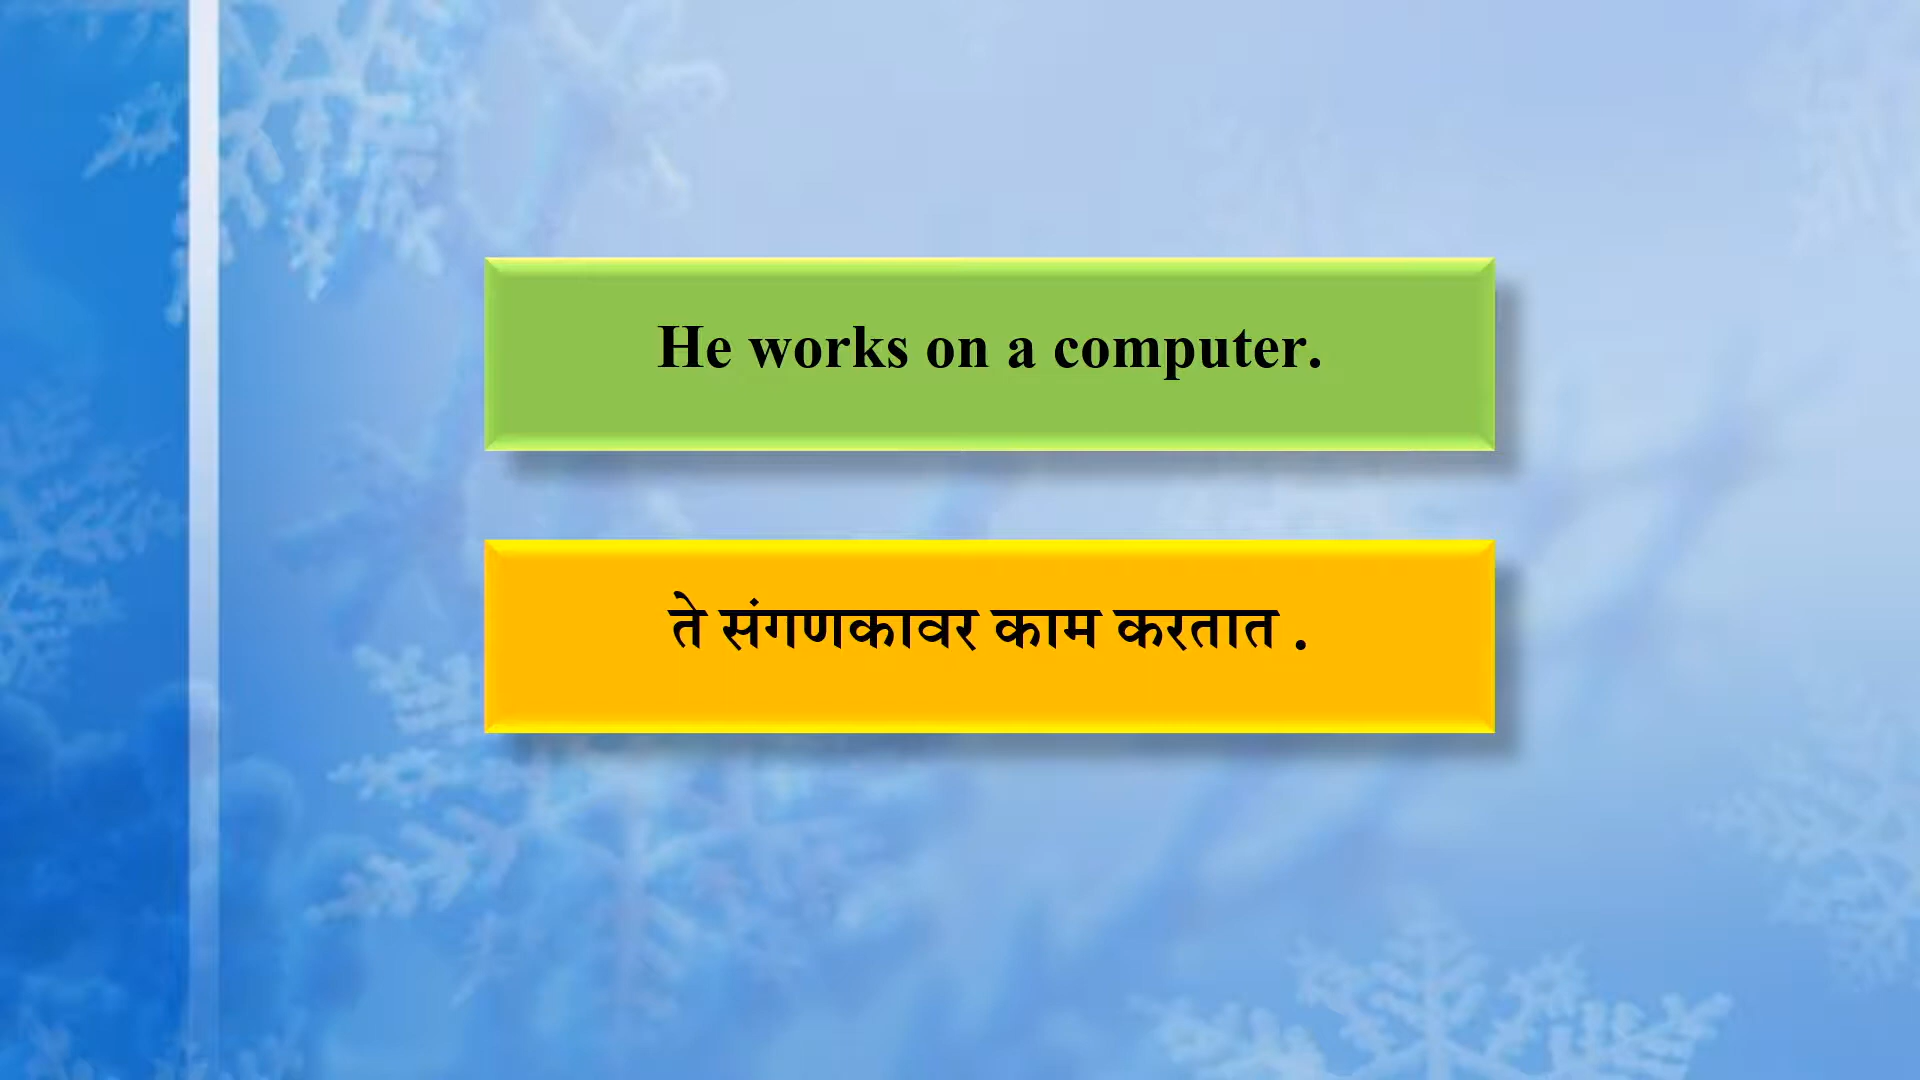 He works on a computer.
ते संगणकावर काम करतात .